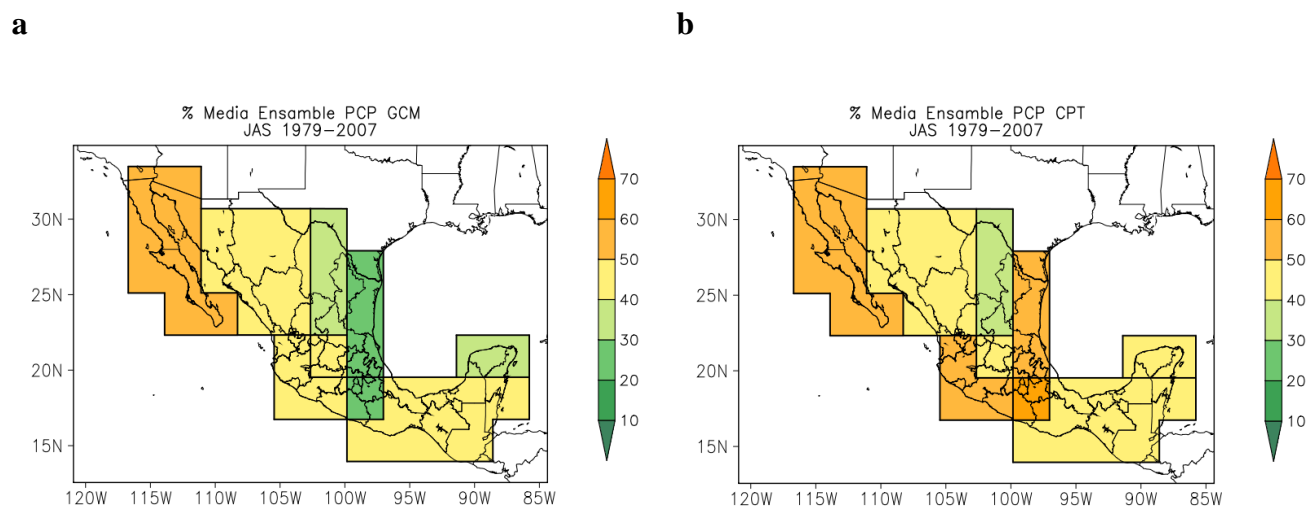 a
b
% Media Ensamble PCP GCM
JAS 1979-2007
30N
25N
20N
15N
120W 115W 110W 105W 100W 95W 90W 85W
70
60
50
40
30
20
10
% Media Ensamble PCP CPT
JAS 1979-2007
30N
25N
20N
15N
120W 115W 110W 105W 100W 95W 90W 85W
70
60
50
40
30
20
10